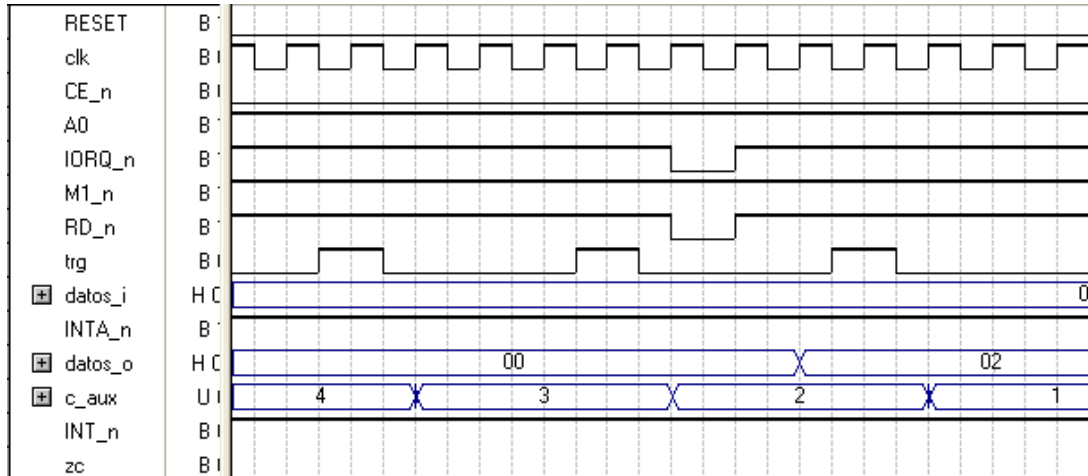 RESET B
clk B
CE_n B
A0 B
IORQ_n B
M1_n B
RD_n B
trg B
+ datos_i H 0
INTA_n B
+ datos_o H 00 02
+ c_aux U 4 3 2 1
INT_n B
zc B